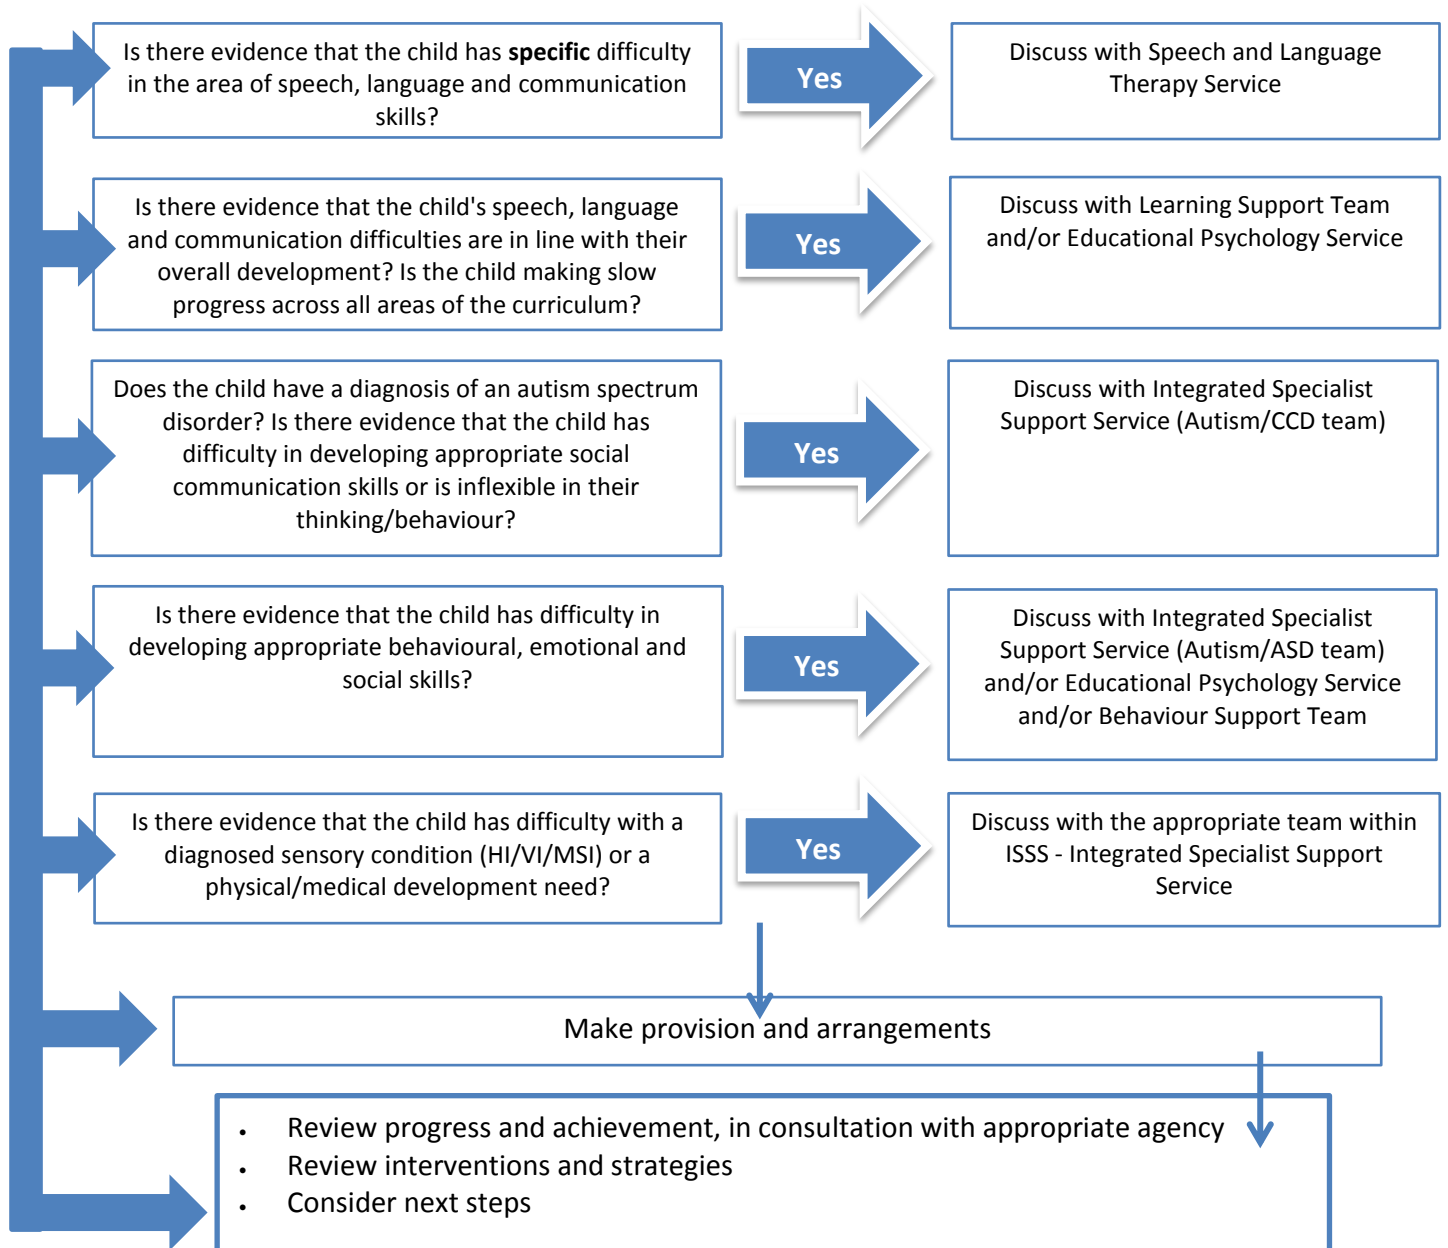 Is there evidence that the child has specific difficulty
in the area of speech, language and communication
skills?
Yes
Discuss with Speech and Language
Therapy Service
Is there evidence that the child's speech, language
and communication difficulties are in line with their
overall development? Is the child making slow
progress across all areas of the curriculum?
Yes
Discuss with Learning Support Team
and/or Educational Psychology Service
Does the child have a diagnosis of an autism spectrum
disorder? Is there evidence that the child has
difficulty in developing appropriate social
communication skills or is inflexible in their
thinking/behaviour?
Yes
Discuss with Integrated Specialist
Support Service (Autism/CCD team)
Is there evidence that the child has difficulty in
developing appropriate behavioural, emotional and
social skills?
Yes
Discuss with Integrated Specialist
Support Service (Autism/ASD team)
and/or Educational Psychology Service
and/or Behaviour Support Team
Is there evidence that the child has difficulty with a
diagnosed sensory condition (HI/VI/MSI) or a
physical/medical development need?
Yes
Discuss with the appropriate team within
ISSS - Integrated Specialist Support
Service
Make provision and arrangements
• Review progress and achievement, in consultation with appropriate agency
• Review interventions and strategies
• Consider next steps